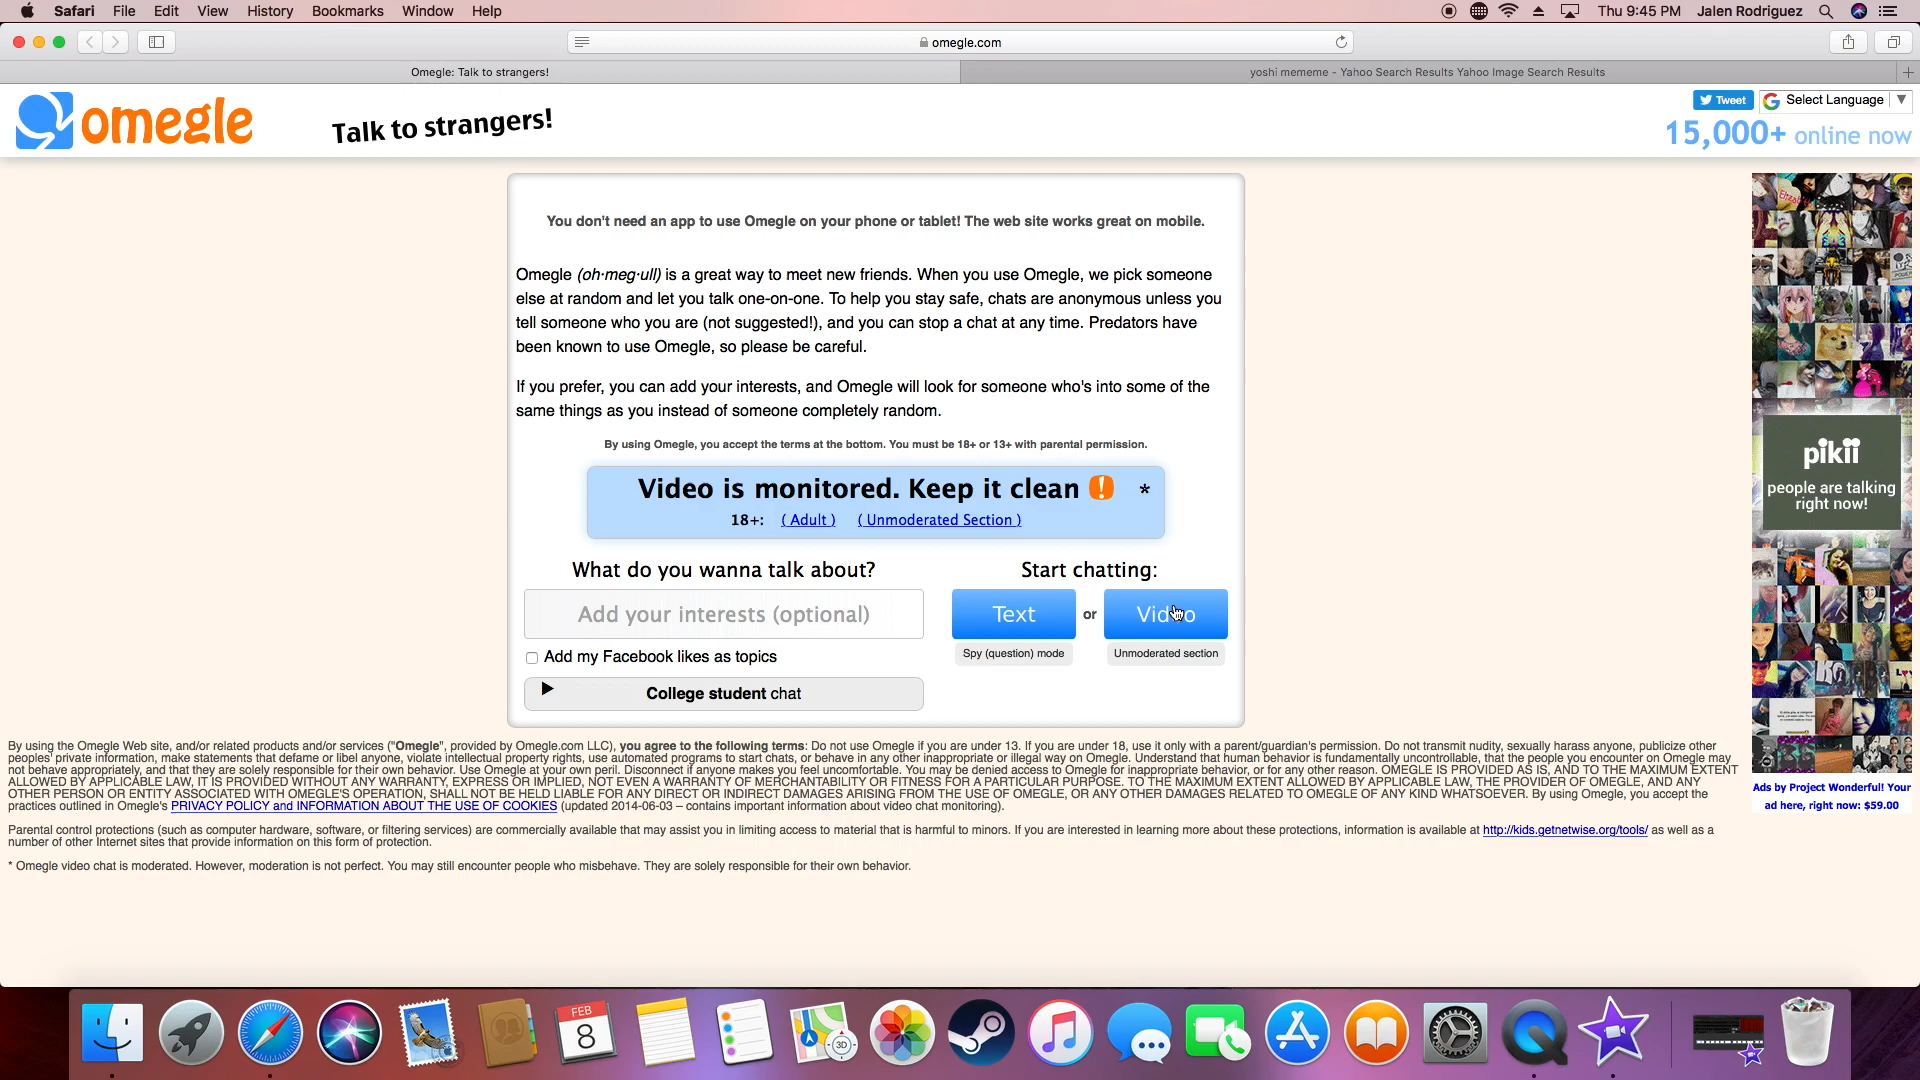 Safari File Edit View History Bookmarks Window Help Thu 9:45 PM Jalen Rodriguez
omegle.com
Omegle: Talk to strangers! yoshi mememe - Yahoo Search Results Yahoo Image Search Results
omegle Talk to strangers! Tweet Select Language
15,000+ online now
You don't need an app to use Omegle on your phone or tablet! The web site works great on mobile.
Omegle (oh·meg·ull) is a great way to meet new friends. When you use Omegle, we pick someone
else at random and let you talk one-on-one. To help you stay safe, chats are anonymous unless you
tell someone who you are (not suggested!), and you can stop a chat at any time. Predators have
been known to use Omegle, so please be careful.
If you prefer, you can add your interests, and Omegle will look for someone who's into some of the
same things as you instead of someone completely random.
By using Omegle, you accept the terms at the bottom. You must be 18+ or 13+ with parental permission.
Video is monitored. Keep it clean ! *
18+: (Adult) (Unmoderated Section)
What do you wanna talk about? Start chatting:
Add your interests (optional) Text or Video
Spy (question) mode Unmoderated section
Add my Facebook likes as topics
College student chat
pikii
people are talking
right now!
Ads by Project Wonderful! Your
ad here, right now: $59.00
By using the Omegle Web site, and/or related products and/or services ("Omegle", provided by Omegle.com LLC), you agree to the following terms: Do not use Omegle if you are under 13. If you are under 18, use it only with a parent/guardian's permission. Do not transmit nudity, sexually harass anyone, publicize other
peoples' private information, make statements that defame or libel anyone, violate intellectual property rights, use automated programs to start chats, or behave in any other inappropriate or illegal way on Omegle. Understand that human behavior is fundamentally uncontrollable, that the people you encounter on Omegle may
not behave appropriately, and that they are solely responsible for their own behavior. Use Omegle at your own peril. Disconnect if anyone makes you feel uncomfortable. You may be denied access to Omegle for inappropriate behavior, or for any other reason. OMEGLE IS PROVIDED AS IS, AND TO THE MAXIMUM EXTENT
ALLOWED BY APPLICABLE LAW, IT IS PROVIDED WITHOUT ANY WARRANTY, EXPRESS OR IMPLIED, NOT EVEN A WARRANTY OF MERCHANTABILITY OR FITNESS FOR A PARTICULAR PURPOSE. TO THE MAXIMUM EXTENT ALLOWED BY APPLICABLE LAW, THE PROVIDER OF OMEGLE, AND ANY
OTHER PERSON OR ENTITY ASSOCIATED WITH OMEGLE'S OPERATION, SHALL NOT BE HELD LIABLE FOR ANY DIRECT OR INDIRECT DAMAGES ARISING FROM THE USE OF OMEGLE, OR ANY OTHER DAMAGES RELATED TO OMEGLE OF ANY KIND WHATSOEVER. By using Omegle, you accept the
practices outlined in Omegle's PRIVACY POLICY and INFORMATION ABOUT THE USE OF COOKIES (updated 2014-06-03 – contains important information about video chat monitoring).
Parental control protections (such as computer hardware, software, or filtering services) are commercially available that may assist you in limiting access to material that is harmful to minors. If you are interested in learning more about these protections, information is available at http://kids.getnetwise.org/tools/ as well as a
number of other Internet sites that provide information on this form of protection.
* Omegle video chat is moderated. However, moderation is not perfect. You may still encounter people who misbehave. They are solely responsible for their own behavior.
FEB
8
3D